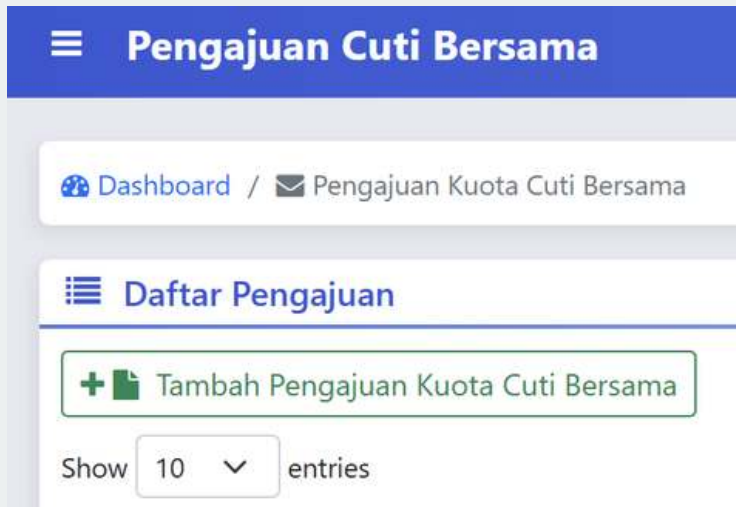 Pengajuan Cuti Bersama
Dashboard / Pengajuan Kuota Cuti Bersama
Daftar Pengajuan
Tambah Pengajuan Kuota Cuti Bersama
Show 10 entries